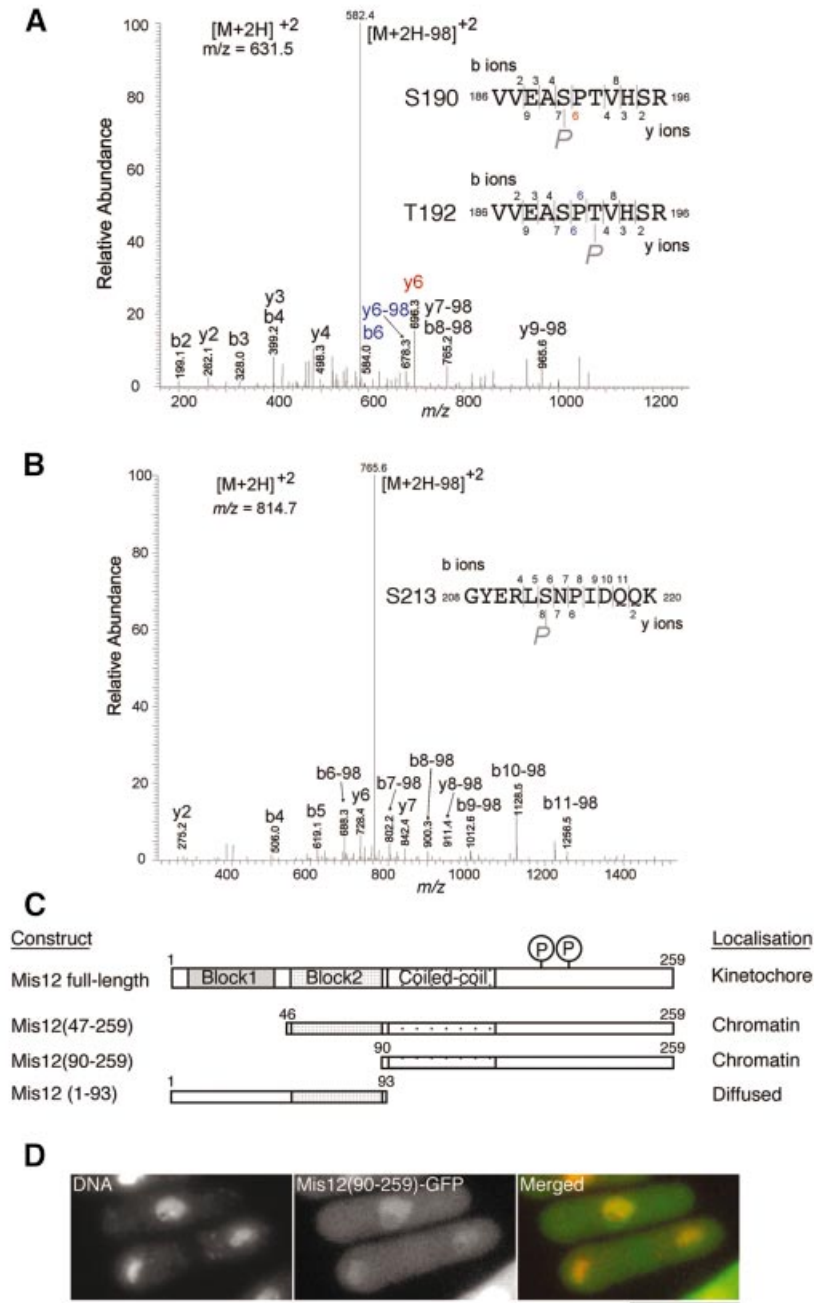 A
[M+2H] +2
m/z = 631.5
582.4
[M+2H-98]+2
b ions
2 3 4 8
S190 186 VVEASPTVHSR 196
9 7 6 4 3 2
y ions
P
b ions
2 3 4 6 8
T192 186 VVEASPTVHSR 196
9 7 6 4 3 2
y ions
P
Relative Abundance
100
80
60
40
20
0
b2
199.1
y2
262.1
b3
328.0
y3
b4
399.2
y4
498.3
b6
584.0
y6-98
678.3
y6
696.3
y7-98
b8-98
765.2
y9-98
965.6
200 400 600 800 1000 1200
m/z
B
[M+2H] +2
m/z = 814.7
765.6
[M+2H-98]+2
b ions
4 5 6 7 8 9 10 11
S213 208 GYERLSNPIDQQK 220
8 7 6 2
y ions
P
Relative Abundance
100
80
60
40
20
0
y2
275.2
b4
506.0
b5
619.1
b6-98
688.3
y6
728.4
b7-98
802.2
y7
842.4
b8-98
900.3
y8-98
911.4
b9-98
1012.6
b10-98
1128.5
b11-98
1256.5
200 400 600 800 1000 1200 1400
m/z
C
Construct
Localisation
P P
1 259
Mis12 full-length Block1 Block2 Coiled-coil Kinetochore
46 259
Mis12(47-259) Chromatin
90 259
Mis12(90-259) Chromatin
1 93
Mis12 (1-93) Diffused
D
DNA
Mis12(90-259)-GFP
Merged